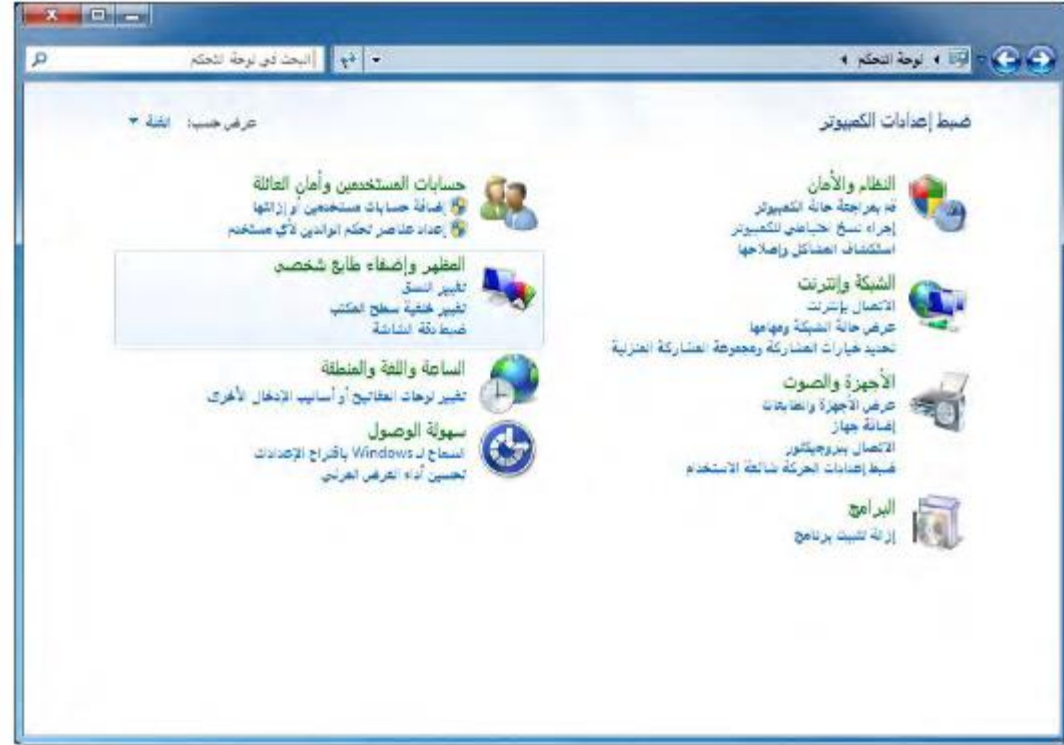 لوحة التحكم
البحث في لوحة التحكم
ضبط إعدادات الكمبيوتر
عرض حسب: الفئة
النظام والأمان
قم بمراجعة حالة الكمبيوتر
إجراء نسخ احتياطي للكمبيوتر
استكشاف المشاكل وإصلاحها
الشبكة وإنترنت
الاتصال بإنترنت
عرض حالة الشبكة ومهامها
تحديد خيارات المشاركة ومجموعة المشاركة المنزلية
الأجهزة والصوت
عرض الأجهزة والطابعات
إضافة جهاز
الاتصال ببروجيكتور
ضبط إعدادات الحركة شائعة الاستخدام
البرامج
إزالة تثبيت برنامج
حسابات المستخدمين وأمان العائلة
إضافة حسابات مستخدمين أو إزالتها
إعداد عناصر تحكم الوالدين لأي مستخدم
المظهر وإضفاء طابع شخصي
تغيير النسق
تغيير خلفية سطح المكتب
ضبط دقة الشاشة
الساعة واللغة والمنطقة
تغيير لوحات المفاتيح أو أساليب الإدخال الأخرى
سهولة الوصول
السماح لـ Windows باقتراح الإعدادات
تحسين أداء العرض المرئي